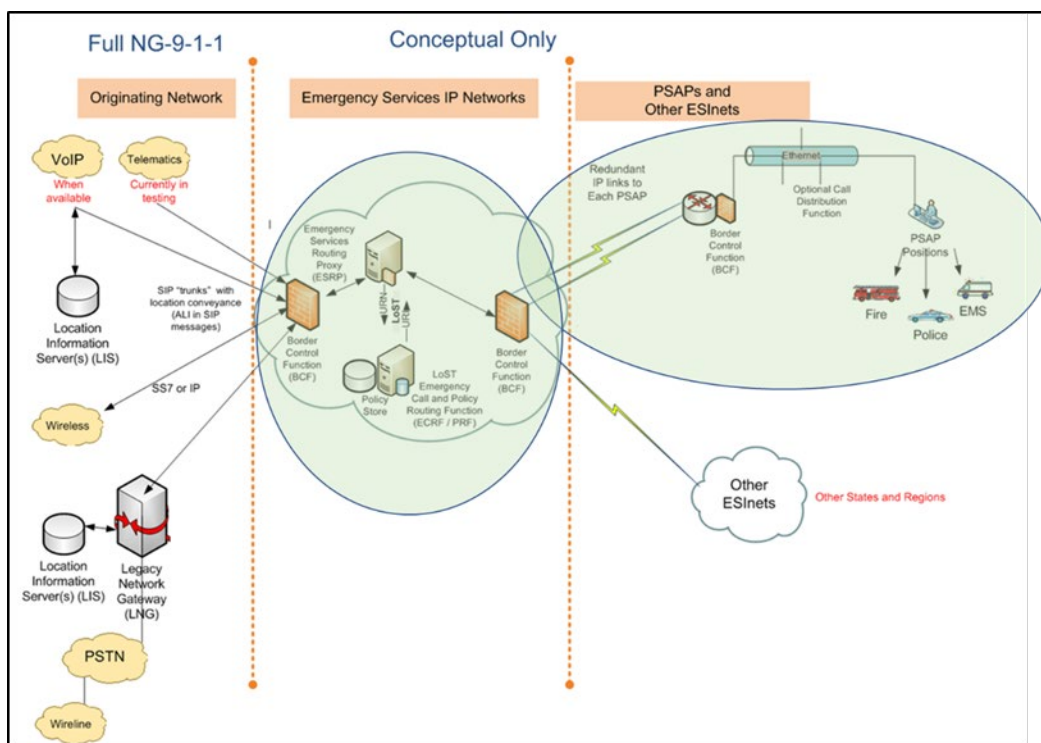 Full NG-9-1-1
Conceptual Only
Originating Network
Emergency Services IP Networks
PSAPs and
Other ESInets
VoIP
When
available
Telematics
Currently in
testing
Location
Information
Server(s) (LIS)
SIP “trunks” with
location conveyance
(ALI in SIP
messages)
SS7 or IP
Wireless
Location
Information
Server(s) (LIS)
Legacy
Network
Gateway
(LNG)
PSTN
Wireline
Emergency
Services
Routing
Proxy
(ESRP)
Border
Control
Function
(BCF)
URN
LoST
Policy
Store
LoST
Emergency
Call and Policy
Routing Function
(ECRF / PRF)
Border
Control
Function
(BCF)
Redundant
IP links to
Each PSAP
Border
Control
Function
(BCF)
Ethernet
Optional Call
Distribution
Function
PSAP
Positions
Fire
Police
EMS
Other
ESInets
Other States and Regions